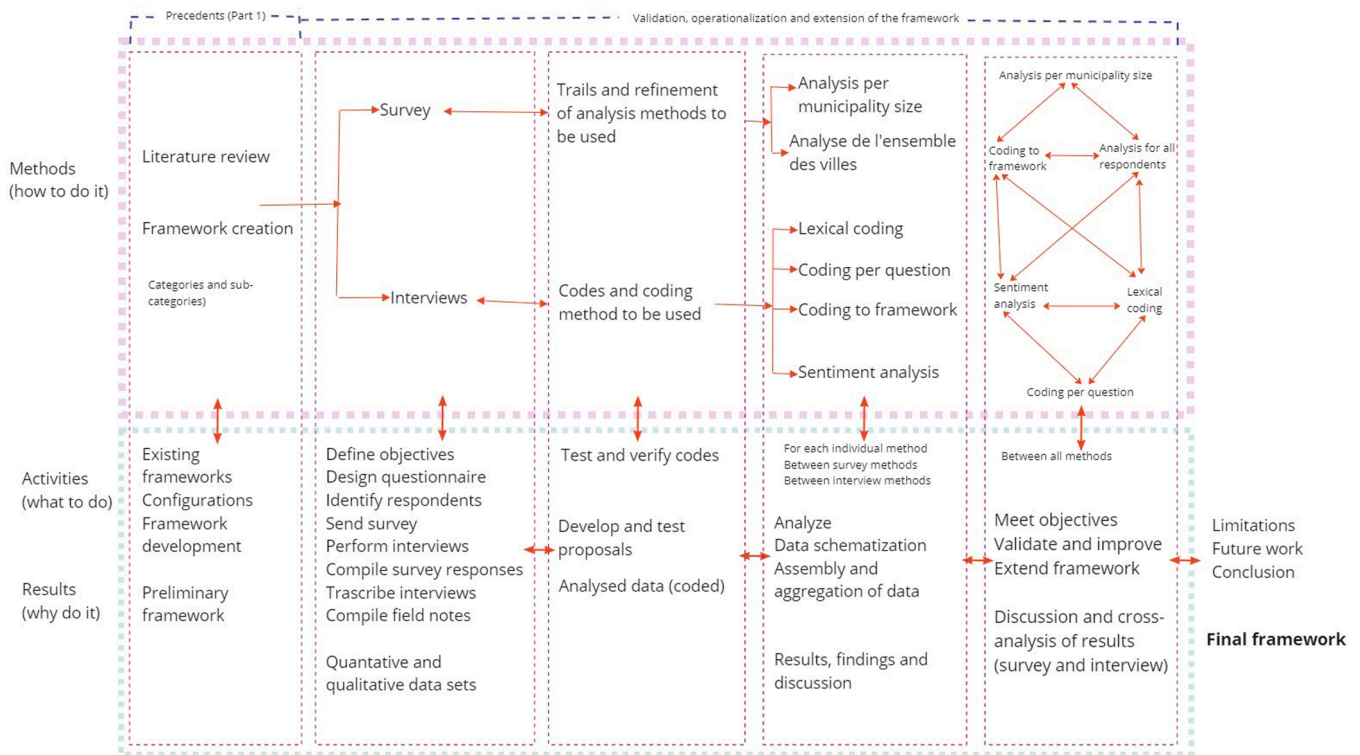 Precedents (Part 1)
Validation, operationalization and extension of the framework
Methods
(how to do it)
Literature review
Framework creation
Categories and sub-
categories)
Survey
Interviews
Trails and refinement
of analysis methods to
be used
Codes and coding
method to be used
Analysis per
municipality size
Analyse de l'ensemble
des villes
Lexical coding
Coding per question
Coding to framework
Sentiment analysis
Analysis per municipality size
Coding to
framework
Analysis for all
respondents
Sentiment
analysis
Lexical
coding
Coding per question
Activities
(what to do)
Results
(why do it)
Existing
frameworks
Configurations
Framework
development
Preliminary
framework
Define objectives
Design questionnaire
Identify respondents
Send survey
Perform interviews
Compile survey responses
Trascribe interviews
Compile field notes
Quantative and
qualitative data sets
Test and verify codes
Develop and test
proposals
Analysed data (coded)
For each individual method
Between survey methods
Between interview methods
Analyze
Data schematization
Assembly and
aggregation of data
Results, findings and
discussion
Between all methods
Meet objectives
Validate and improve
Extend framework
Discussion and cross-
analysis of results
(survey and interview)
Limitations
Future work
Conclusion
Final framework